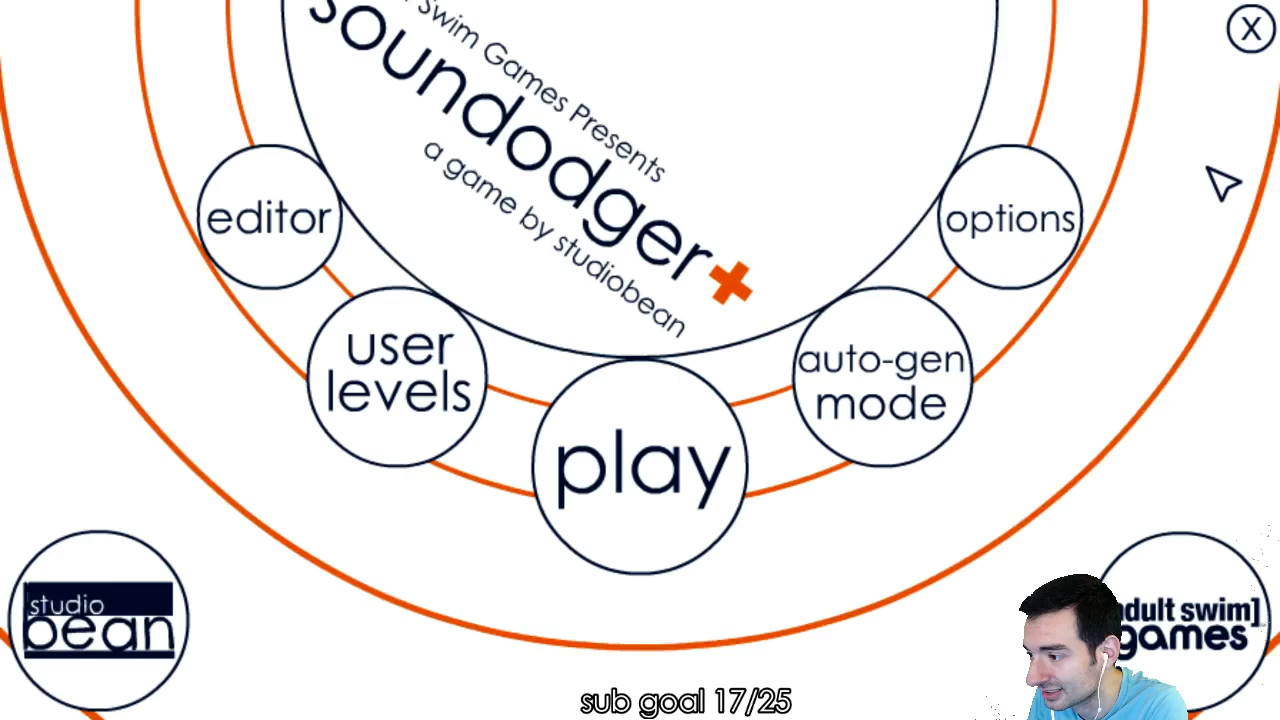 Swim Games Presents
soundodger+
a game by studiobean
X
editor
options
user
levels
auto-gen
mode
play
studio
bean
adult swim]
games
sub goal 17/25